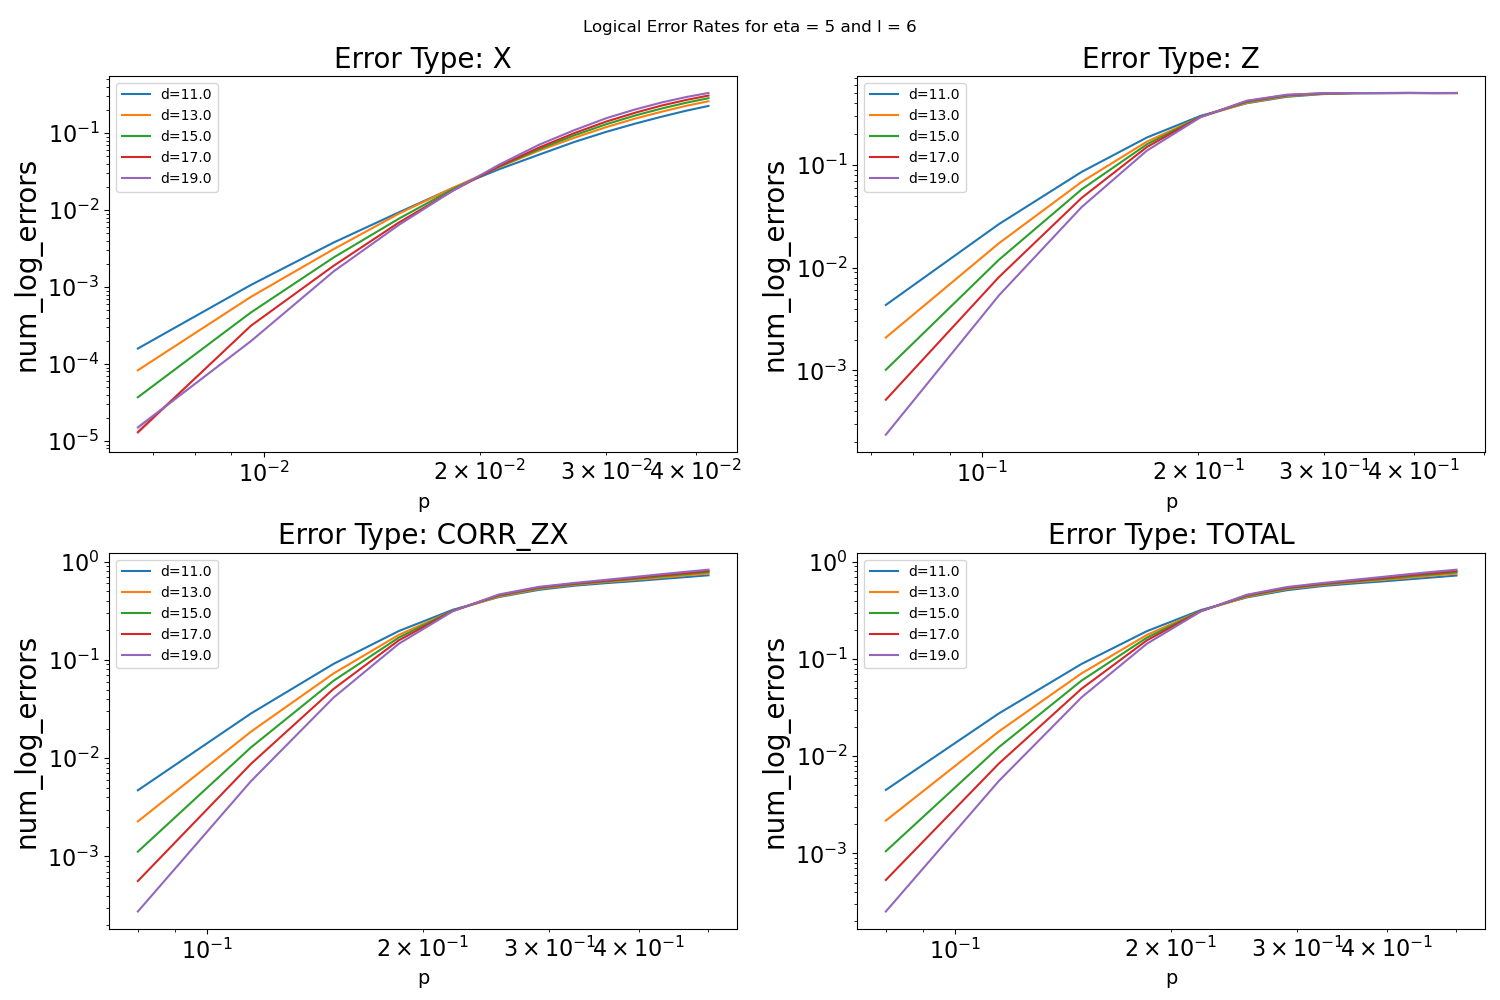 Logical Error Rates for eta = 5 and l = 6
Error Type: X
num_log_errors
d=11.0
d=13.0
d=15.0
d=17.0
d=19.0
10⁻¹
10⁻²
10⁻³
10⁻⁴
10⁻⁵
10⁻² 2 × 10⁻² 3 × 10⁻² 4 × 10⁻²
p
Error Type: Z
num_log_errors
d=11.0
d=13.0
d=15.0
d=17.0
d=19.0
10⁻¹
10⁻²
10⁻³
10⁻¹ 2 × 10⁻¹ 3 × 10⁻¹ 4 × 10⁻¹
p
Error Type: CORR_ZX
num_log_errors
d=11.0
d=13.0
d=15.0
d=17.0
d=19.0
10⁰
10⁻¹
10⁻²
10⁻³
10⁻¹ 2 × 10⁻¹ 3 × 10⁻¹ 4 × 10⁻¹
p
Error Type: TOTAL
num_log_errors
d=11.0
d=13.0
d=15.0
d=17.0
d=19.0
10⁰
10⁻¹
10⁻²
10⁻³
10⁻¹ 2 × 10⁻¹ 3 × 10⁻¹ 4 × 10⁻¹
p